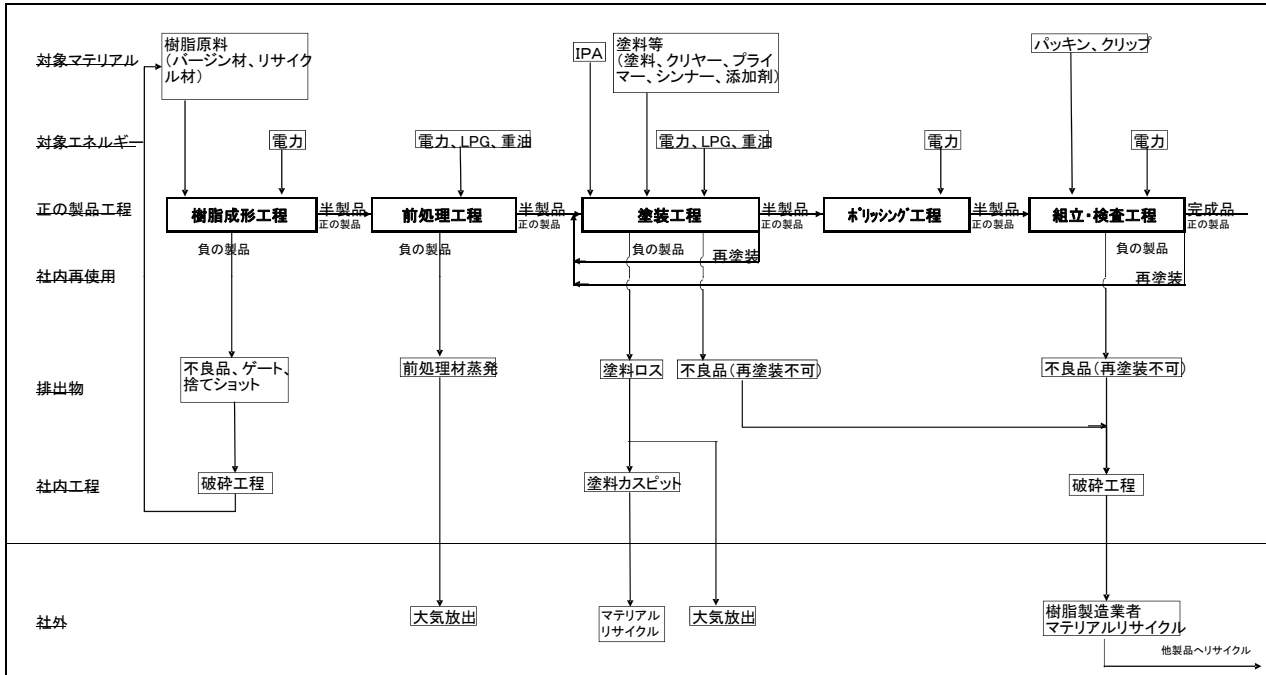 対象マテリアル
樹脂原料
(バージン材、リサイク
ル材)
IPA
塗料等
(塗料、クリヤー、プライ
マー、シンナー、添加剤)
パッキン、クリップ
対象エネルギー
電力
電力、LPG、重油
電力、LPG、重油
電力
電力
正の製品工程
樹脂成形工程
半製品
正の製品
前処理工程
半製品
正の製品
塗装工程
半製品
正の製品
ポリッシング工程
半製品
正の製品
組立・検査工程
完成品
正の製品
負の製品
負の製品
負の製品
負の製品
再塗装
再塗装
社内再使用
排出物
不良品、ゲート、
捨てショット
前処理材蒸発
塗料ロス
不良品(再塗装不可)
不良品(再塗装不可)
社内工程
破砕工程
塗料カスピット
破砕工程
社外
大気放出
マテリアル
リサイクル
大気放出
樹脂製造業者
マテリアルリサイクル
他製品へリサイクル